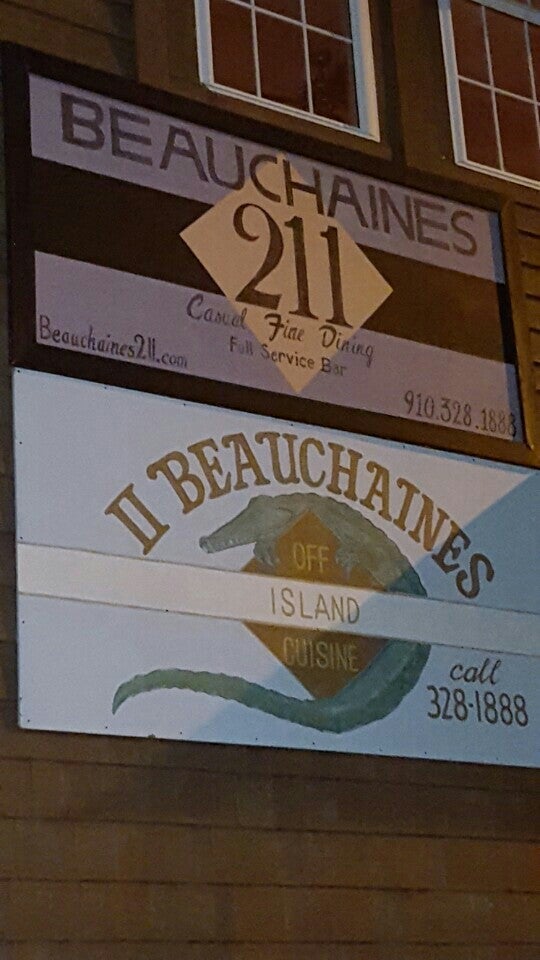 BEAUCHAINES
211
Casual Fine Dining
Full Service Bar
Beauchaines211.com
910.328.1888
II BEAUCHAINES
OFF
ISLAND
CUISINE
call
328-1888